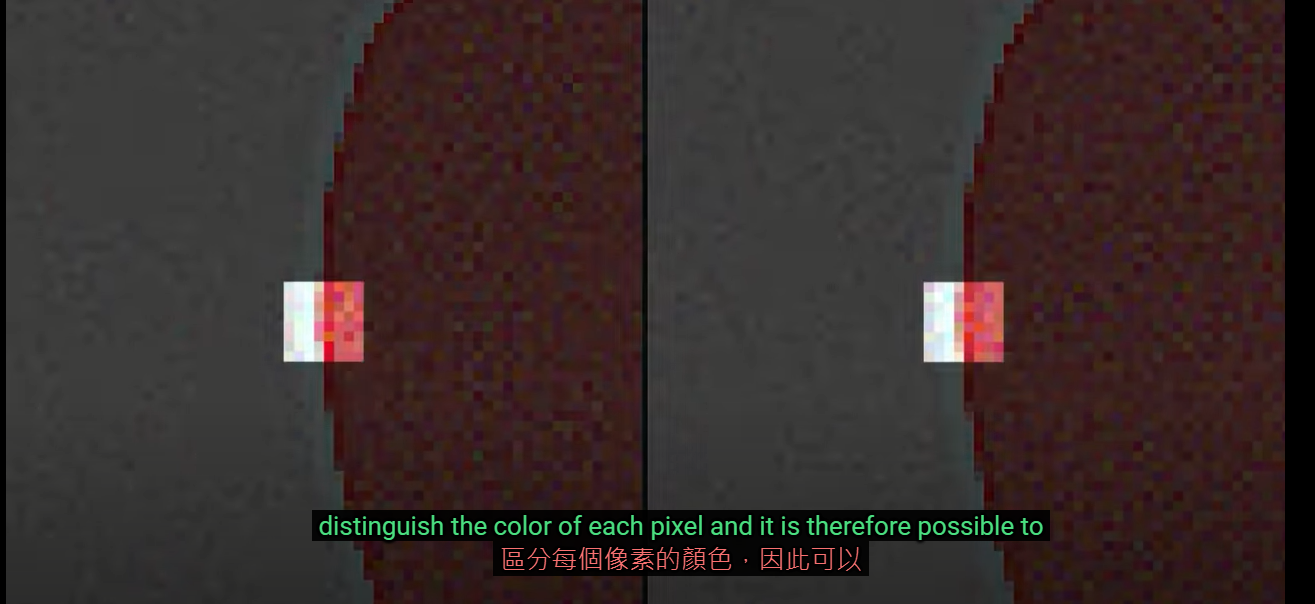 distinguish the color of each pixel and it is therefore possible to
區分每個像素的顏色，因此可以